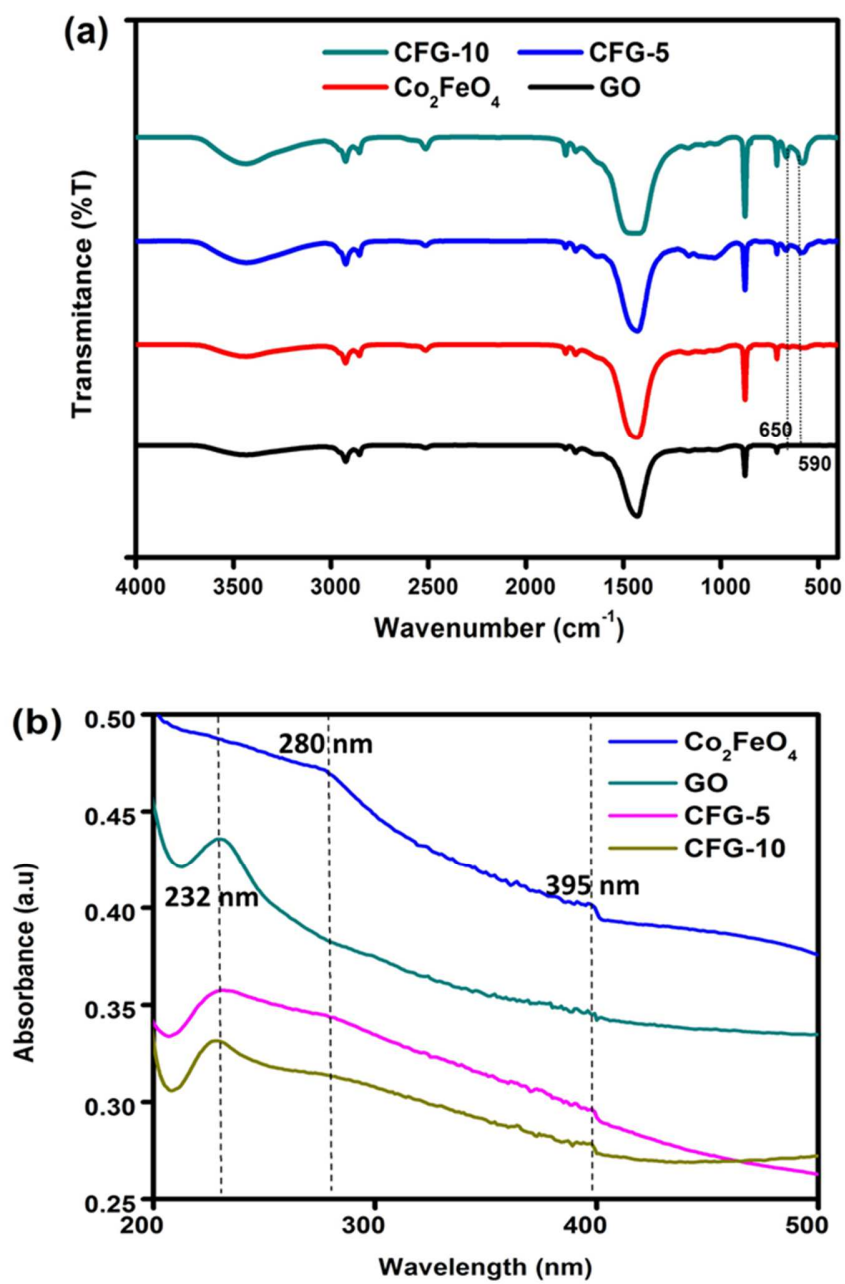 (a)
CFG-10 CFG-5
Co₂FeO₄ GO
Transmitance (%T)
650
590
4000 3500 3000 2500 2000 1500 1000 500
Wavenumber (cm⁻¹)
(b)
0.50
0.45
0.40
0.35
0.30
0.25
Absorbance (a.u)
280 nm
232 nm
395 nm
Co₂FeO₄
GO
CFG-5
CFG-10
200 300 400 500
Wavelength (nm)